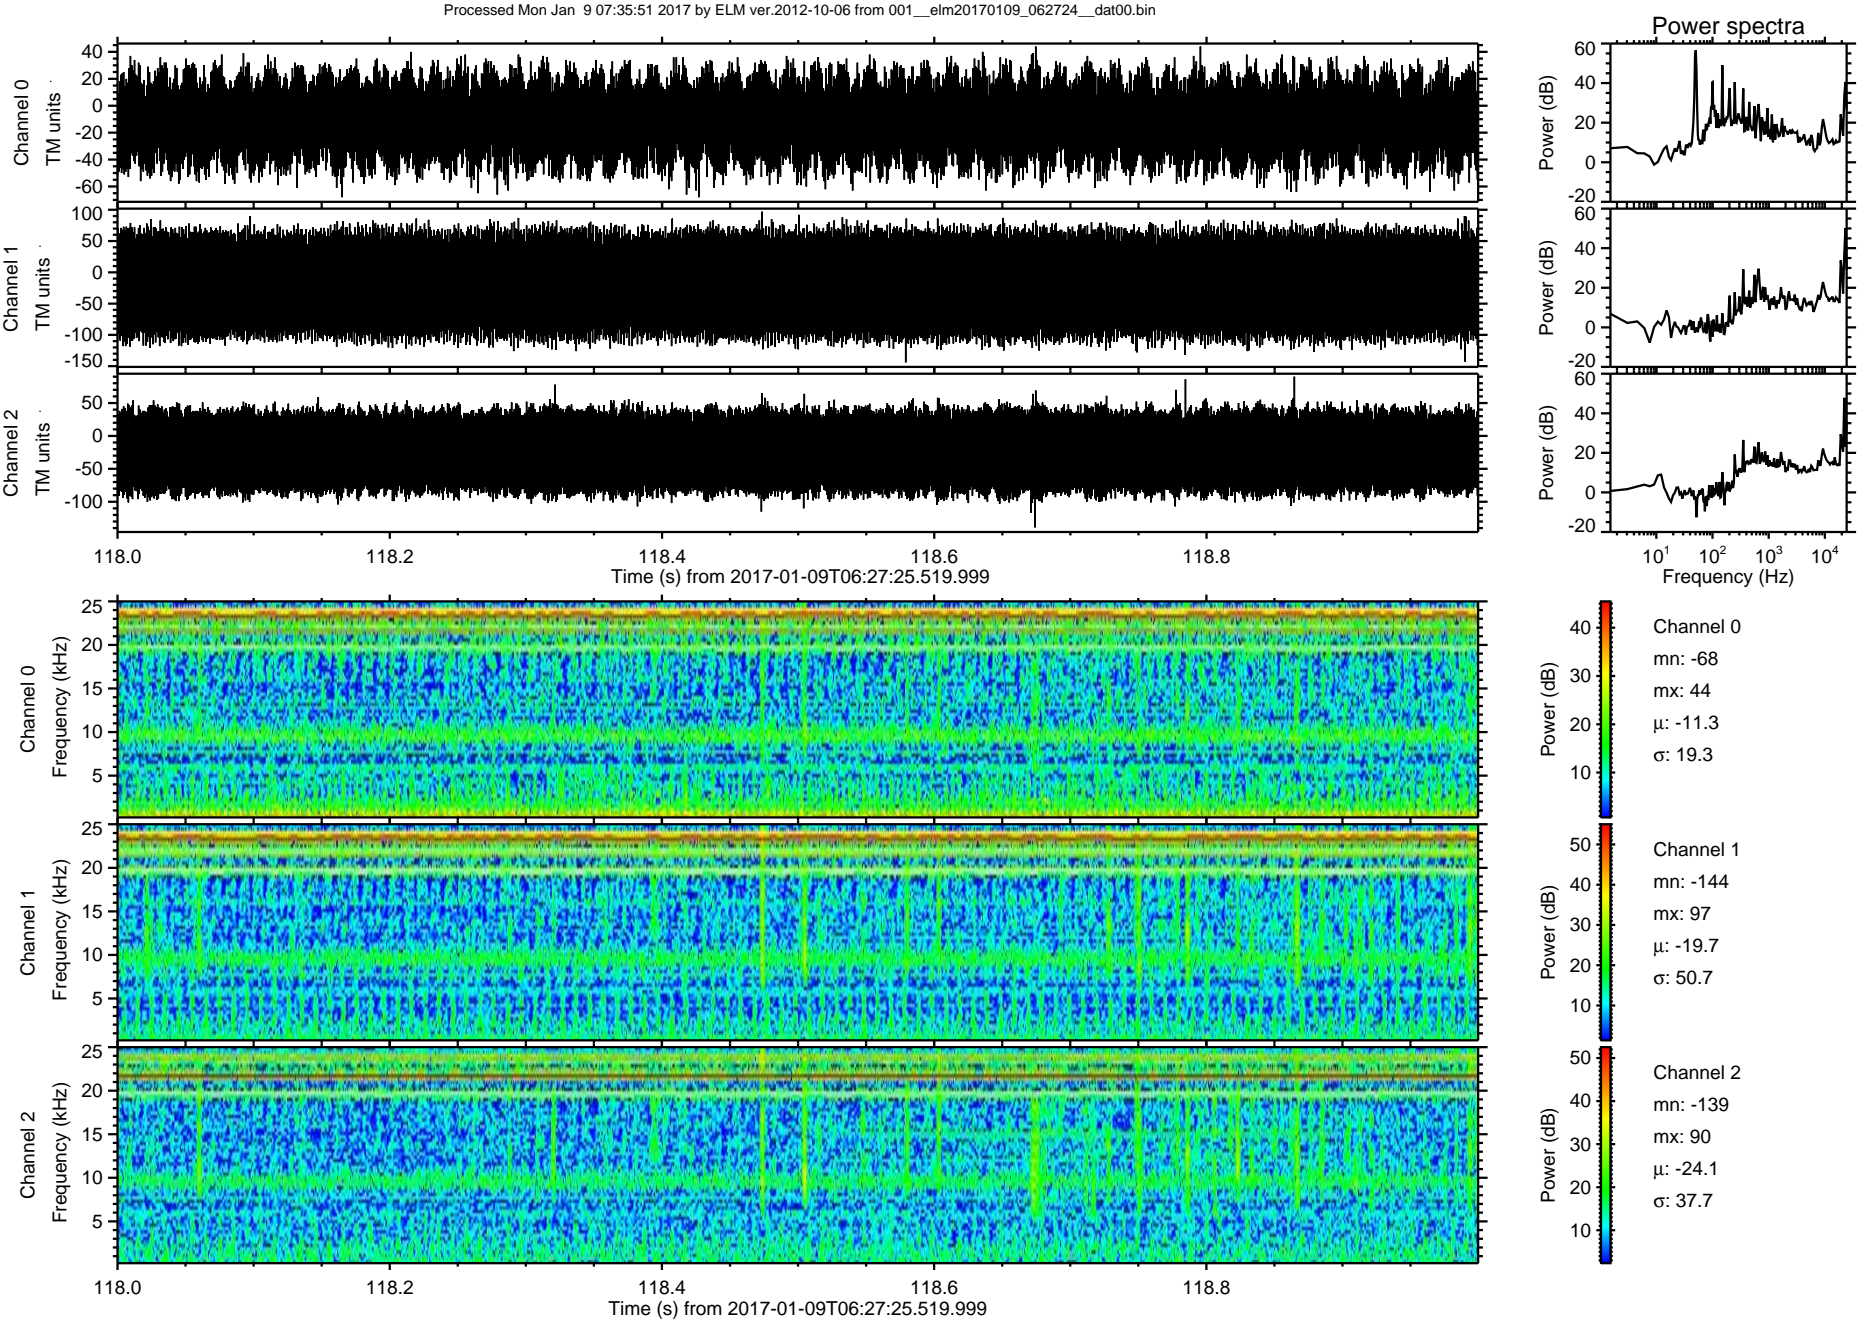 Processed Mon Jan  9 07:35:51 2017 by ELM ver.2012-10-06 from 001__elm20170109_062724__dat00.bin
Power spectra
Channel 0
TM units
40
20
0
-20
-40
-60
Power (dB)
60
40
20
0
-20
Channel 1
TM units
100
50
0
-50
-100
-150
Power (dB)
60
40
20
0
-20
Channel 2
TM units
50
0
-50
-100
Power (dB)
60
40
20
0
-20
118.0 118.2 118.4 118.6 118.8
Time (s) from 2017-01-09T06:27:25.519.999
10¹ 10² 10³ 10⁴
Frequency (Hz)
Channel 0
Frequency (kHz)
25
20
15
10
5
Power (dB)
40
30
20
10
Channel 0
mn: -68
mx: 44
μ: -11.3
σ: 19.3
Channel 1
Frequency (kHz)
25
20
15
10
5
Power (dB)
50
40
30
20
10
Channel 1
mn: -144
mx: 97
μ: -19.7
σ: 50.7
Channel 2
Frequency (kHz)
25
20
15
10
5
Power (dB)
50
40
30
20
10
Channel 2
mn: -139
mx: 90
μ: -24.1
σ: 37.7
118.0 118.2 118.4 118.6 118.8
Time (s) from 2017-01-09T06:27:25.519.999